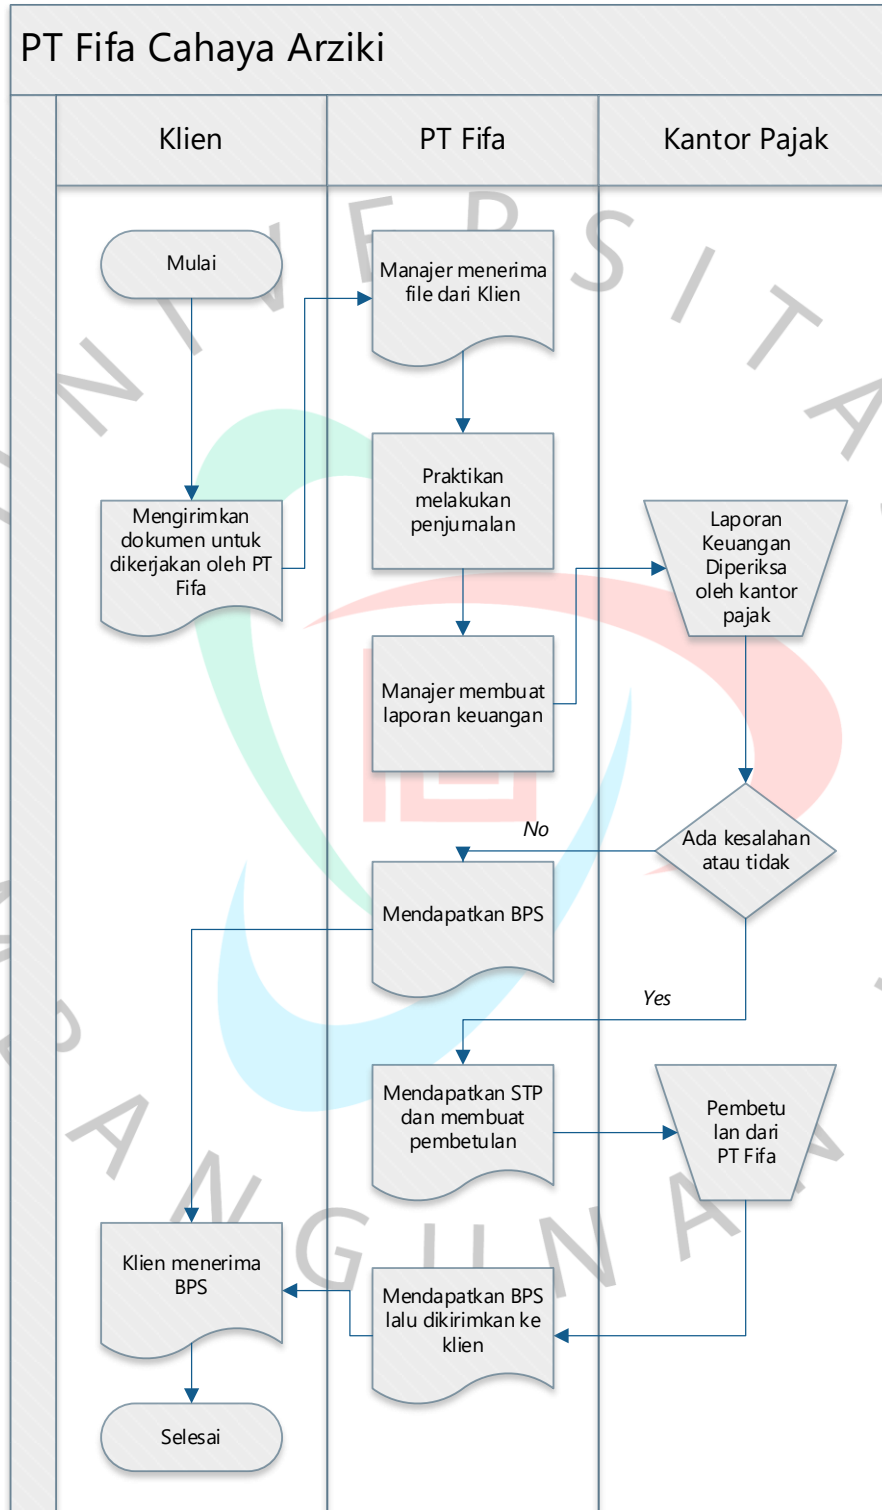 PT Fifa Cahaya Arziki
Klien
PT Fifa
Kantor Pajak
Mulai
Manajer menerima
file dari Klien
Mengirimkan
dokumen untuk
dikerjakan oleh PT
Fifa
Praktikan
melakukan
penjurnalan
Laporan
Keuangan
Diperiksa
oleh kantor
pajak
Manajer membuat
laporan keuangan
Ada kesalahan
atau tidak
No
Mendapatkan BPS
Yes
Mendapatkan STP
dan membuat
pembetulan
Pembetu
lan dari
PT Fifa
Klien menerima
BPS
Mendapatkan BPS
lalu dikirimkan ke
klien
Selesai